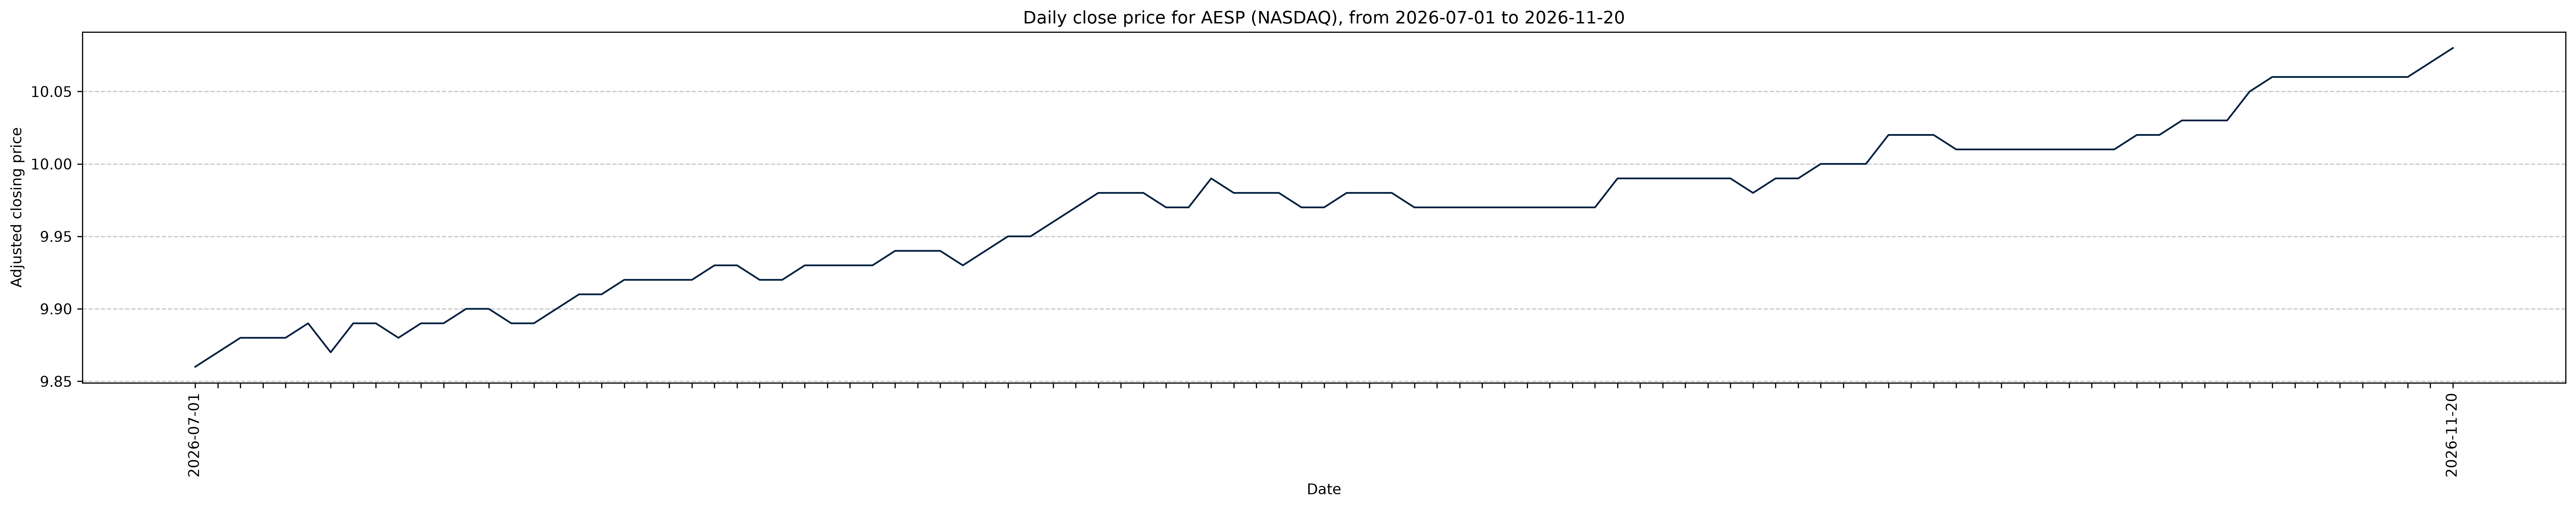 Daily close price for AESP (NASDAQ), from 2026-07-01 to 2026-11-20
Adjusted closing price
10.05
10.00
9.95
9.90
9.85
2026-07-01
2026-11-20
Date